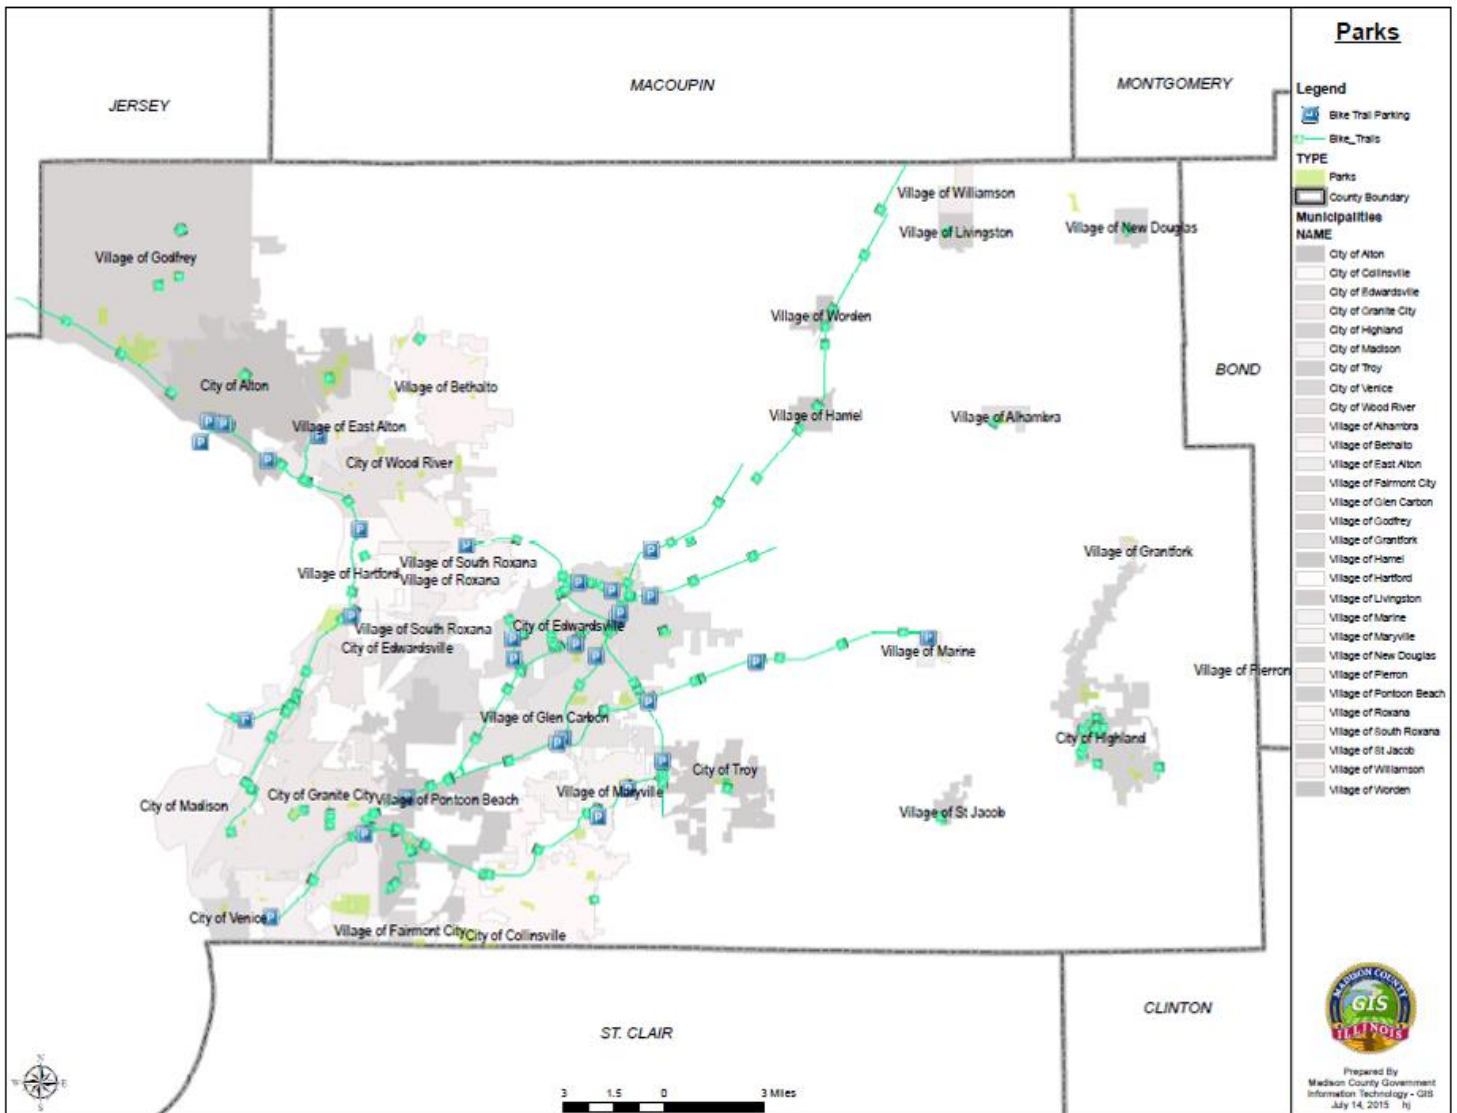 Parks
JERSEY
MACOUPIN
MONTGOMERY
BOND
CLINTON
ST. CLAIR
Village of Godfrey
City of Alton
Village of Bethalto
Village of East Alton
City of Wood River
Village of South Roxana
Village of Hartford
Village of Roxana
Village of South Roxana
City of Edwardsville
City of Edwardsville
Village of Glen Carbon
City of Madison
City of Granite City
Village of Pontoon Beach
Village of Maryville
City of Troy
City of Venice
Village of Fairmont City
City of Collinsville
Village of Williamson
Village of Livingston
Village of New Douglas
Village of Worden
Village of Hamel
Village of Alhambra
Village of Grantfork
Village of Marine
Village of Pierron
City of Highland
Village of St Jacob
Legend
Bike Trail Parking
Bike_Trails
TYPE
Parks
County Boundary
Municipalities
NAME
City of Alton
City of Collinsville
City of Edwardsville
City of Granite City
City of Highland
City of Madison
City of Troy
City of Venice
City of Wood River
Village of Alhambra
Village of Bethalto
Village of East Alton
Village of Fairmont City
Village of Glen Carbon
Village of Godfrey
Village of Grantfork
Village of Hamel
Village of Hartford
Village of Livingston
Village of Marine
Village of Maryville
Village of New Douglas
Village of Pierron
Village of Pontoon Beach
Village of Roxana
Village of South Roxana
Village of St Jacob
Village of Williamson
Village of Worden
MADISON COUNTY
GIS
ILLINOIS
Prepared By
Madison County Government
Information Technology - GIS
July 14, 2015 hj
N
W E
S
3 1.5 0 3 Miles